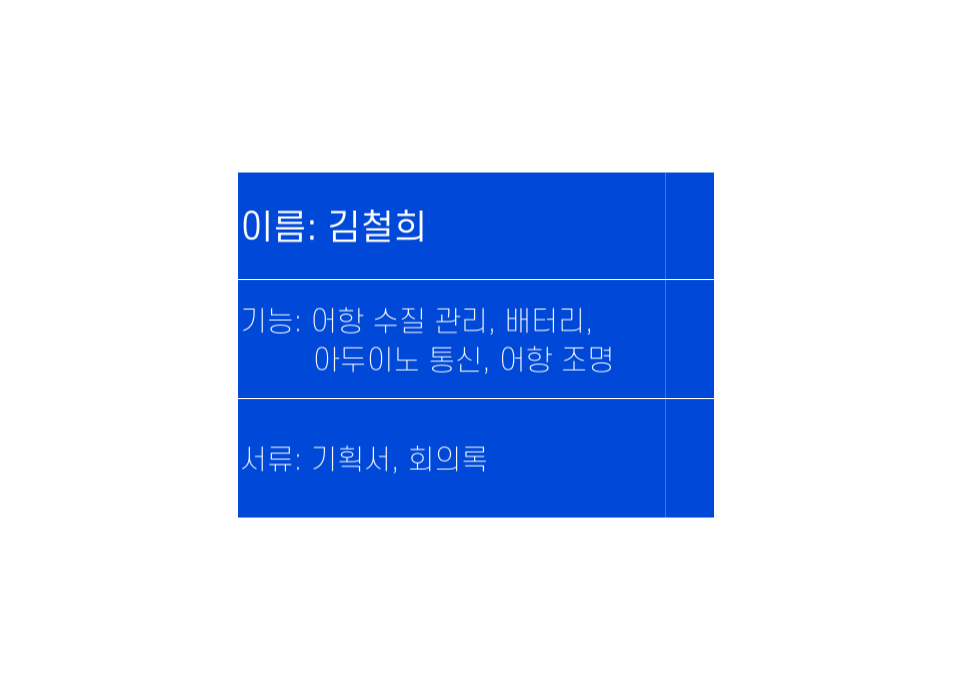 이름: 김철희
기능: 어항 수질 관리, 배터리,
아두이노 통신, 어항 조명
서류: 기획서, 회의록